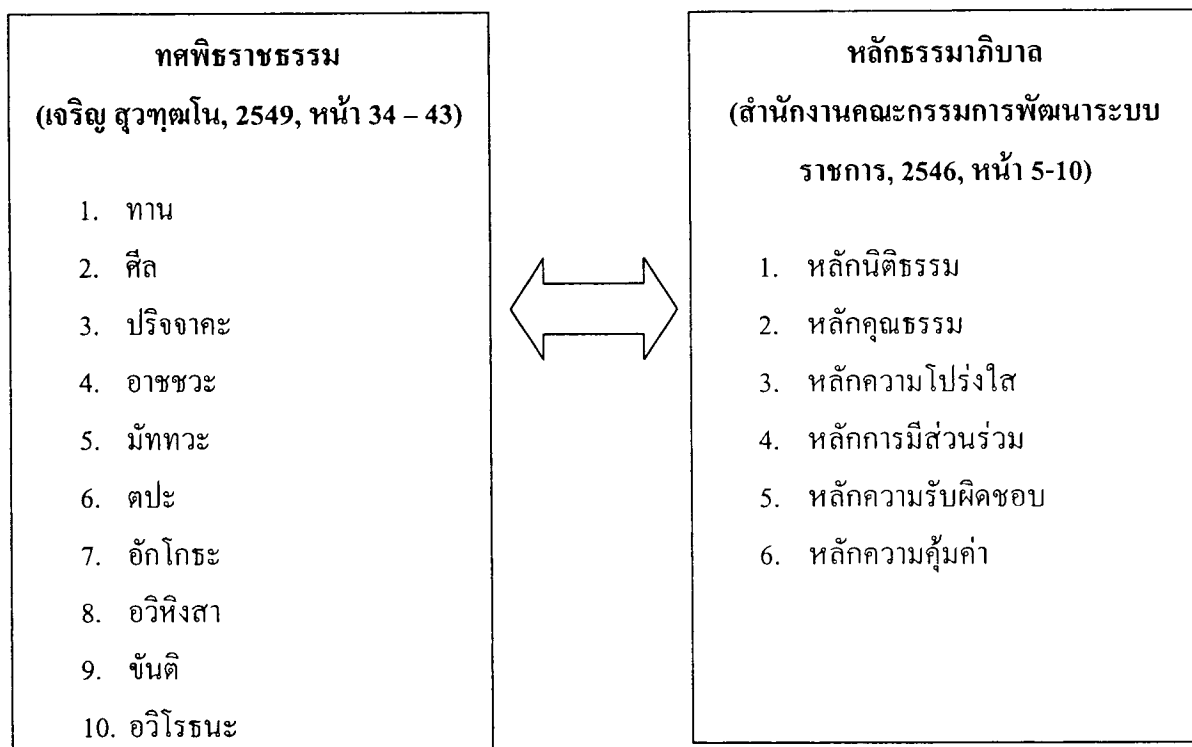 ทศพิธราชธรรม
(เจริญ สุวฑฺฒโน, 2549, หน้า 34 – 43)
1. ทาน
2. ศีล
3. ปริจจาคะ
4. อาชชวะ
5. มัททวะ
6. ตปะ
7. อักโกธะ
8. อวิหิงสา
9. ขันติ
10. อวิโรธนะ
หลักธรรมาภิบาล
(สำนักงานคณะกรรมการพัฒนาระบบ
ราชการ, 2546, หน้า 5-10)
1. หลักนิติธรรม
2. หลักคุณธรรม
3. หลักความโปร่งใส
4. หลักการมีส่วนร่วม
5. หลักความรับผิดชอบ
6. หลักความคุ้มค่า